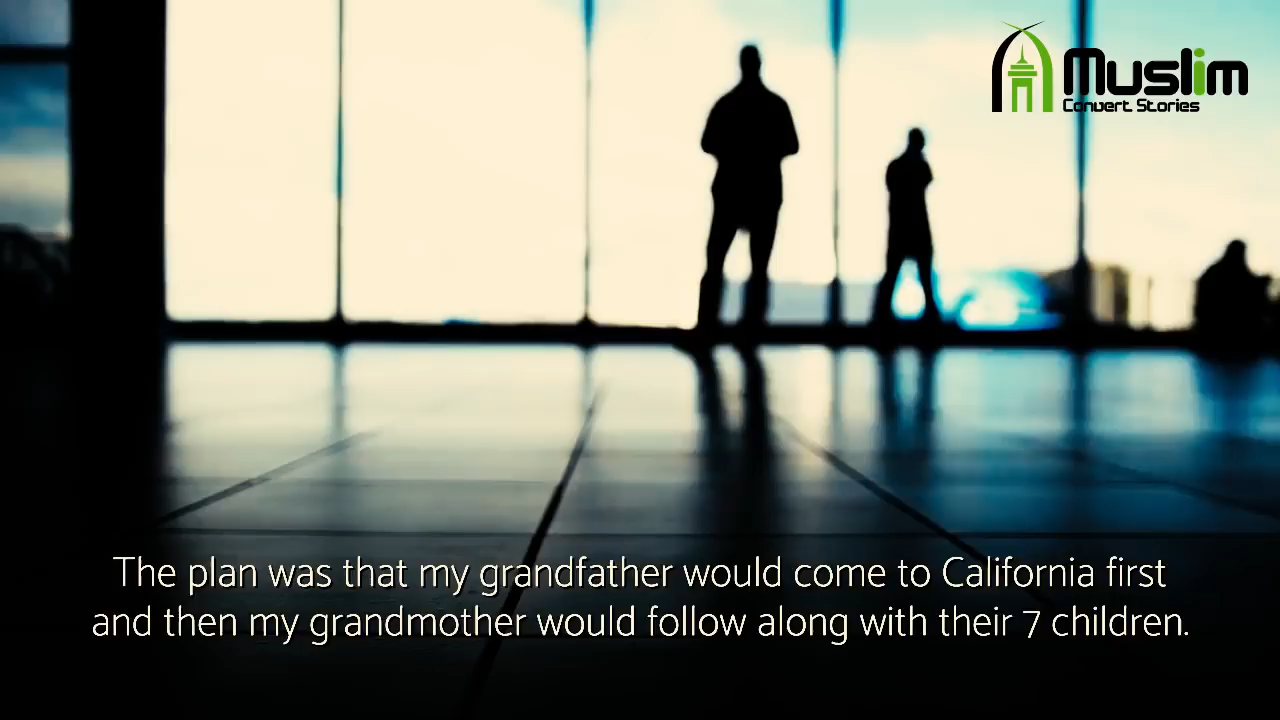 Muslim
Convert Stories
The plan was that my grandfather would come to California first
and then my grandmother would follow along with their 7 children.